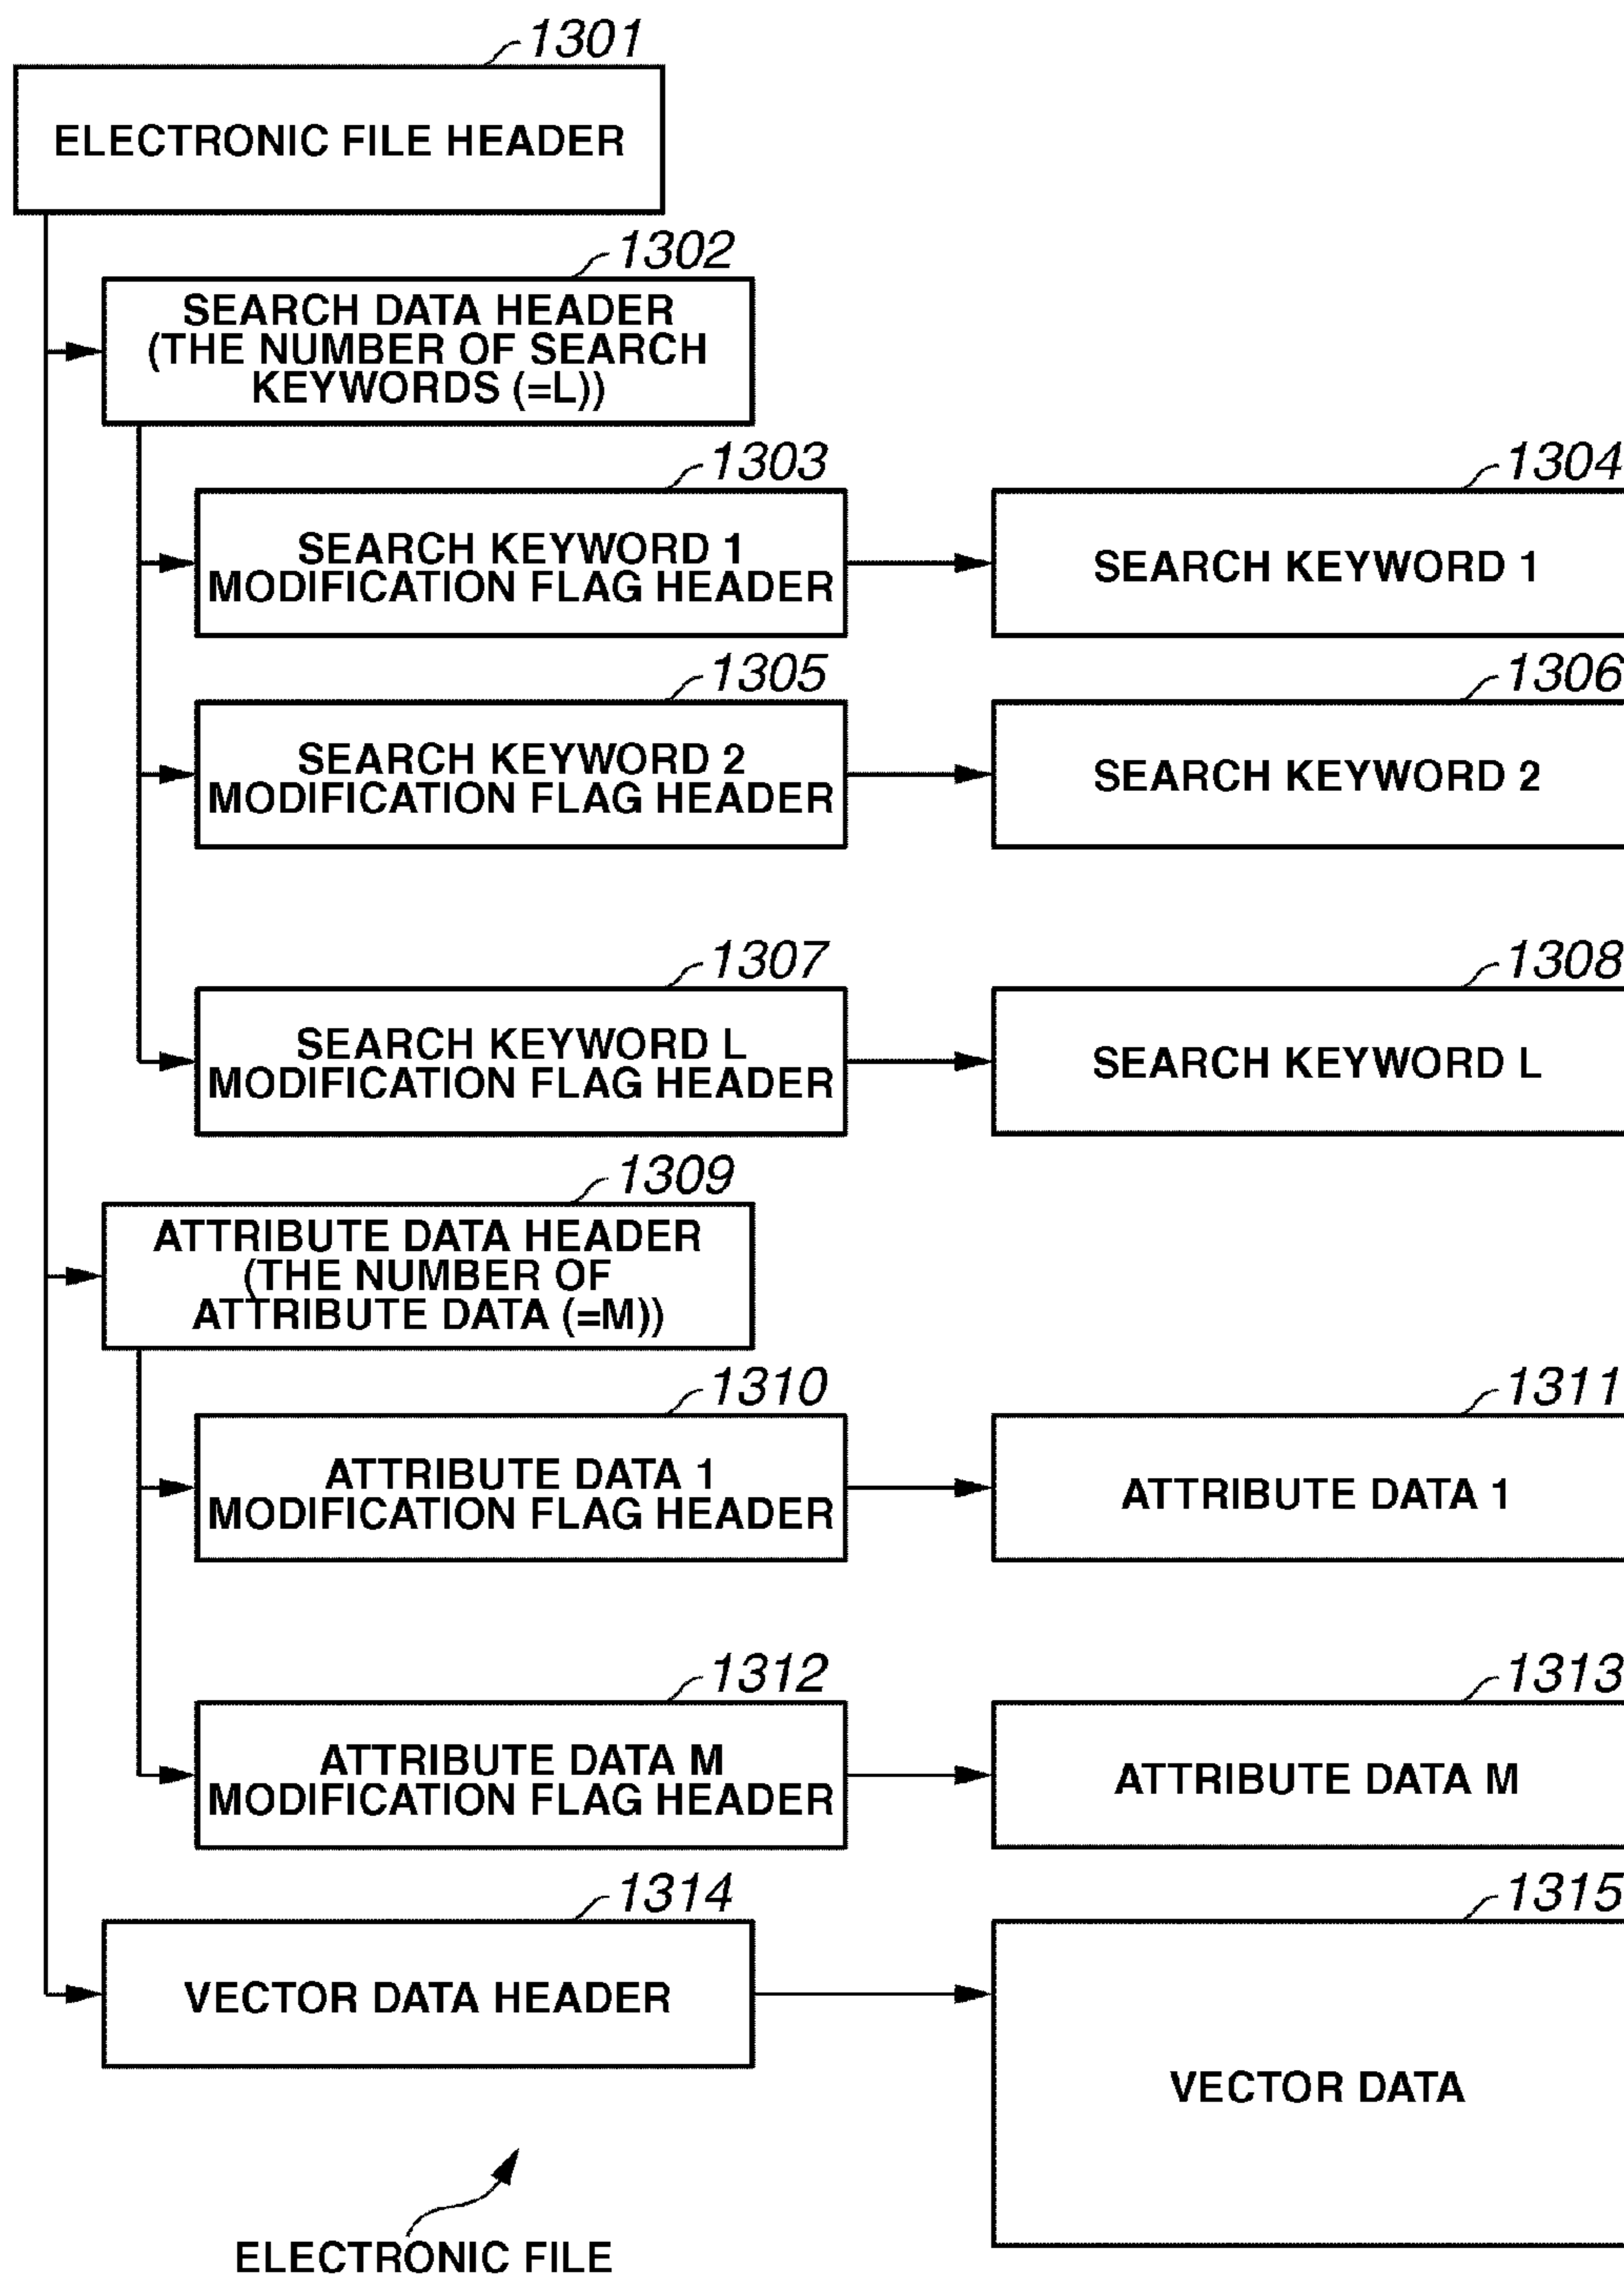 1301
ELECTRONIC FILE HEADER
1302
SEARCH DATA HEADER
(THE NUMBER OF SEARCH
KEYWORDS (=L))
1303
SEARCH KEYWORD 1
MODIFICATION FLAG HEADER
1304
SEARCH KEYWORD 1
1305
SEARCH KEYWORD 2
MODIFICATION FLAG HEADER
1306
SEARCH KEYWORD 2
1307
SEARCH KEYWORD L
MODIFICATION FLAG HEADER
1308
SEARCH KEYWORD L
1309
ATTRIBUTE DATA HEADER
(THE NUMBER OF
ATTRIBUTE DATA (=M))
1310
ATTRIBUTE DATA 1
MODIFICATION FLAG HEADER
1311
ATTRIBUTE DATA 1
1312
ATTRIBUTE DATA M
MODIFICATION FLAG HEADER
1313
ATTRIBUTE DATA M
1314
VECTOR DATA HEADER
1315
VECTOR DATA
ELECTRONIC FILE